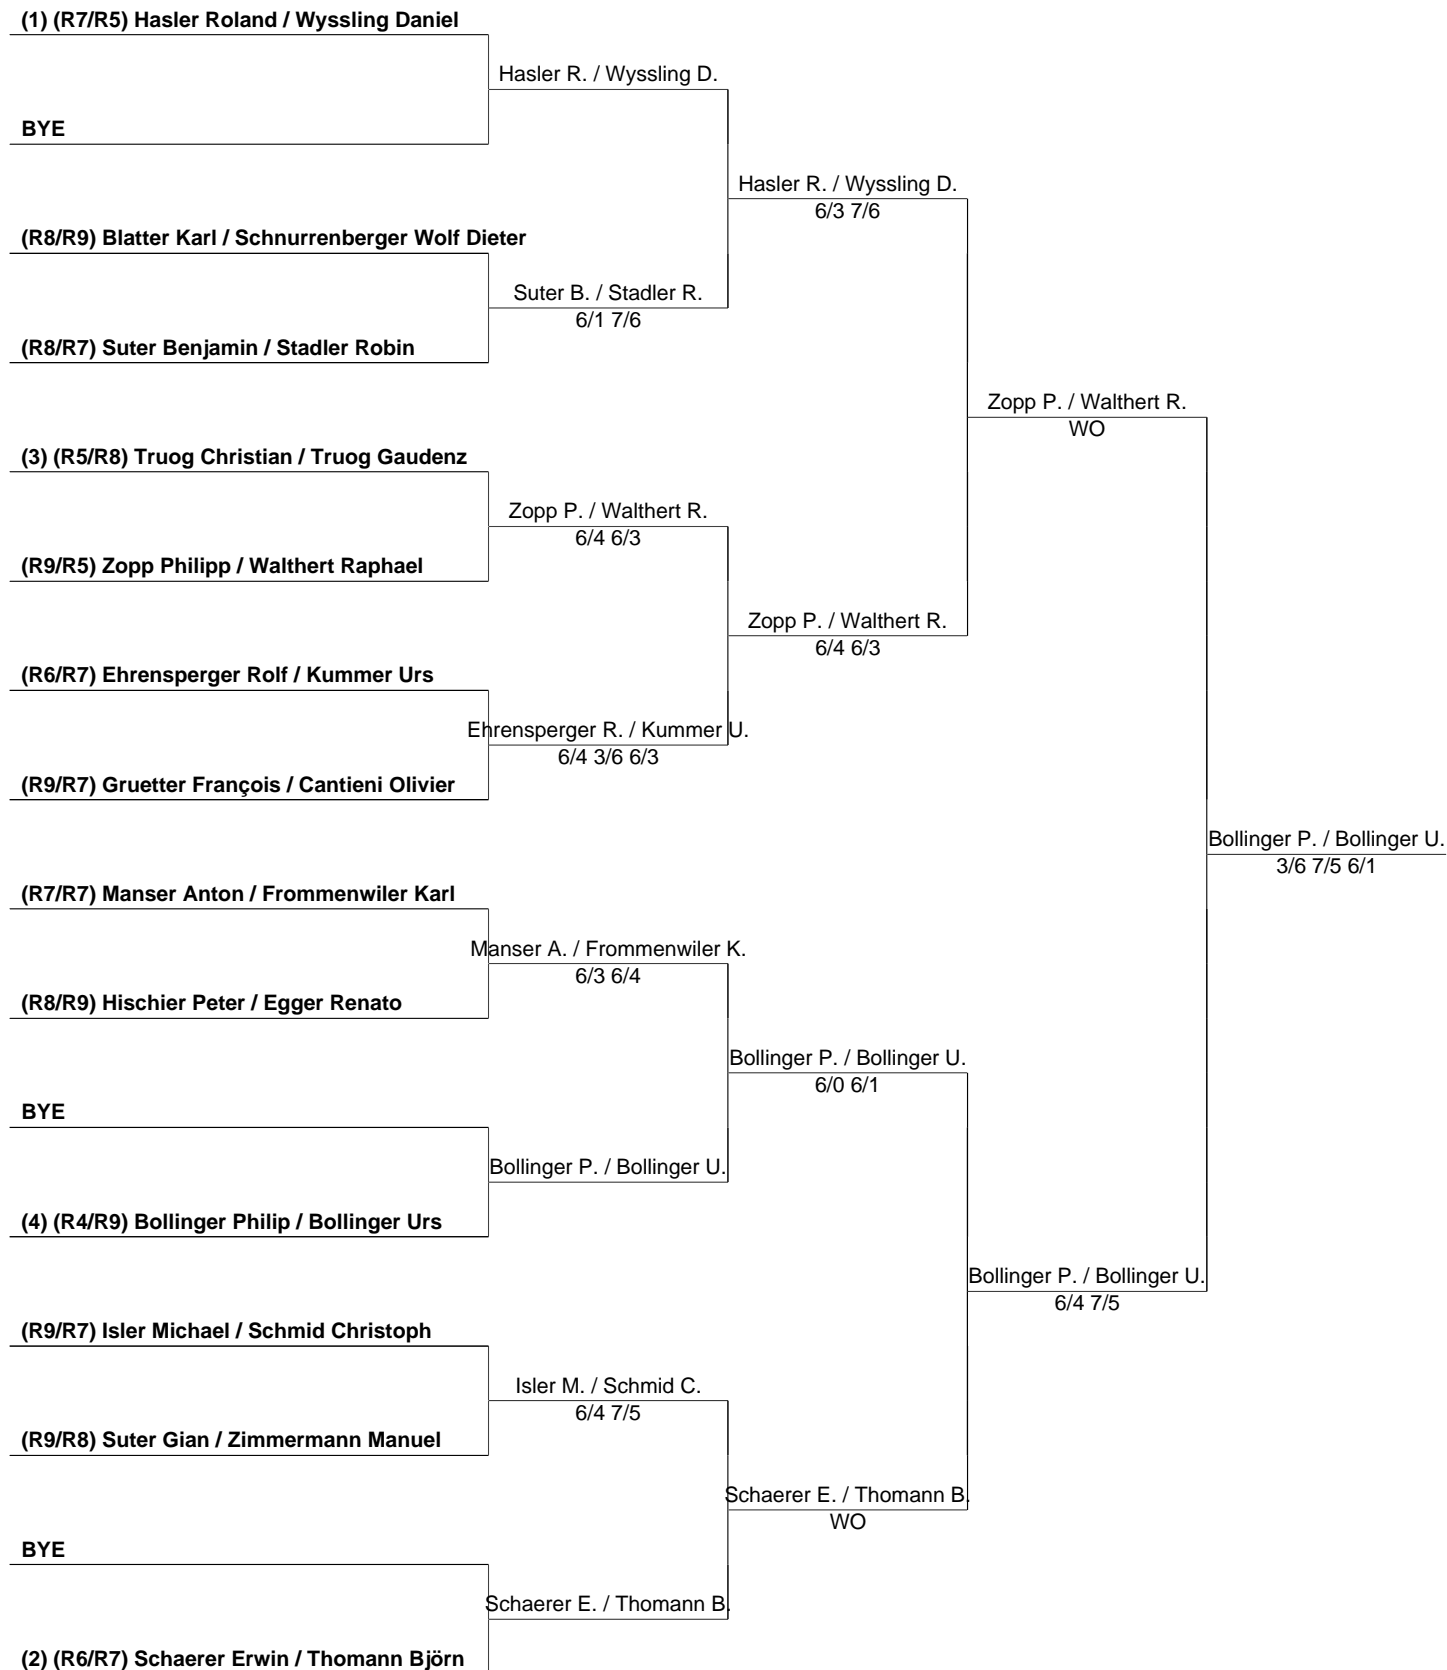 (1) (R7/R5) Hasler Roland / Wyssling Daniel
Hasler R. / Wyssling D.
BYE
Hasler R. / Wyssling D.
6/3 7/6
(R8/R9) Blatter Karl / Schnurrenberger Wolf Dieter
Suter B. / Stadler R.
6/1 7/6
(R8/R7) Suter Benjamin / Stadler Robin
Zopp P. / Walthert R.
WO
(3) (R5/R8) Truog Christian / Truog Gaudenz
Zopp P. / Walthert R.
6/4 6/3
(R9/R5) Zopp Philipp / Walthert Raphael
Zopp P. / Walthert R.
6/4 6/3
(R6/R7) Ehrensperger Rolf / Kummer Urs
Ehrensperger R. / Kummer U.
6/4 3/6 6/3
(R9/R7) Gruetter François / Cantieni Olivier
Bollinger P. / Bollinger U.
3/6 7/5 6/1
(R7/R7) Manser Anton / Frommenwiler Karl
Manser A. / Frommenwiler K.
6/3 6/4
(R8/R9) Hischier Peter / Egger Renato
Bollinger P. / Bollinger U.
6/0 6/1
BYE
Bollinger P. / Bollinger U.
(4) (R4/R9) Bollinger Philip / Bollinger Urs
Bollinger P. / Bollinger U.
6/4 7/5
(R9/R7) Isler Michael / Schmid Christoph
Isler M. / Schmid C.
6/4 7/5
(R9/R8) Suter Gian / Zimmermann Manuel
Schaerer E. / Thomann B.
WO
BYE
Schaerer E. / Thomann B.
(2) (R6/R7) Schaerer Erwin / Thomann Björn